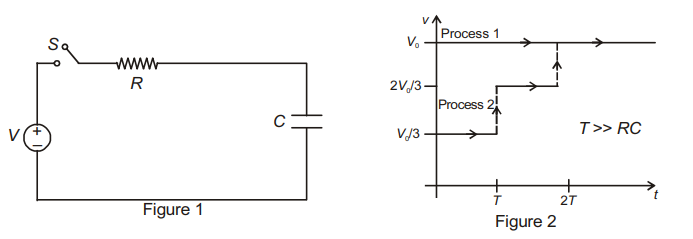 S
R
V
+
C
Figure 1
v
Process 1
V₀
2V₀/3
Process 2
V₀/3
T >> RC
T
2T
t
Figure 2